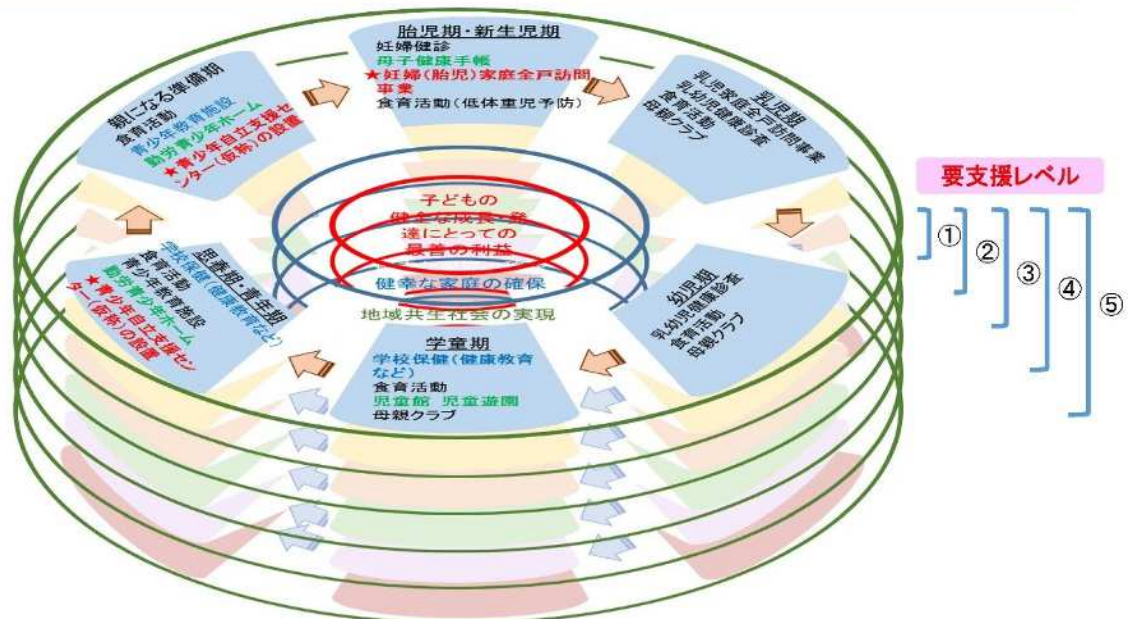 胎児期・新生児期
妊婦健診
母子健康手帳
★妊婦(胎児)家庭全戸訪問
事業
食育活動(低体重児予防)
乳児期
乳児家庭全戸訪問事業
乳幼児健康診査
食育活動
母親クラブ
幼児期
乳幼児健康診査
食育活動
母親クラブ
学童期
学校保健(健康教育
など)
食育活動
児童館 児童遊園
母親クラブ
思春期・青年期
学校保健(健康教育など)
食育活動
青少年教育施設
勤労青少年ホーム
★青少年自立支援セン
ター(仮称)の設置
親になる準備期
食育活動
青少年教育施設
勤労青少年ホーム
★青少年自立支援セ
ンター(仮称)の設置
子どもの
健全な成長・発
達にとっての
最善の利益
健幸な家庭の確保
地域共生社会の実現
要支援レベル
①
②
③
④
⑤